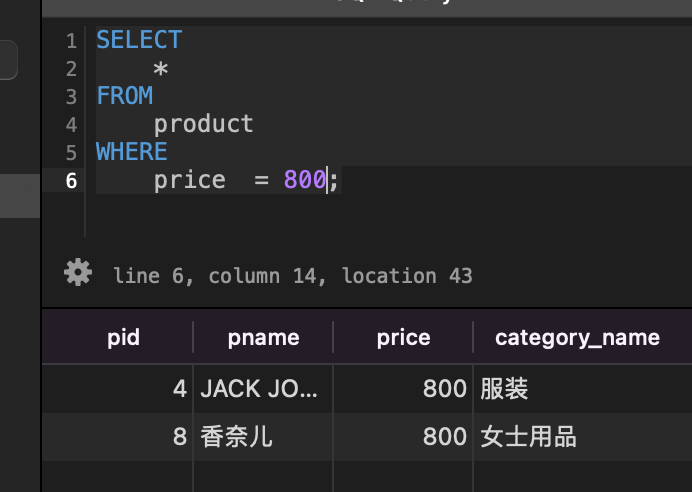 1 SELECT
2 *
3 FROM
4 product
5 WHERE
6 price = 800;
line 6, column 14, location 43
pid pname price category_name
4 JACK JO... 800 服装
8 香奈儿 800 女士用品